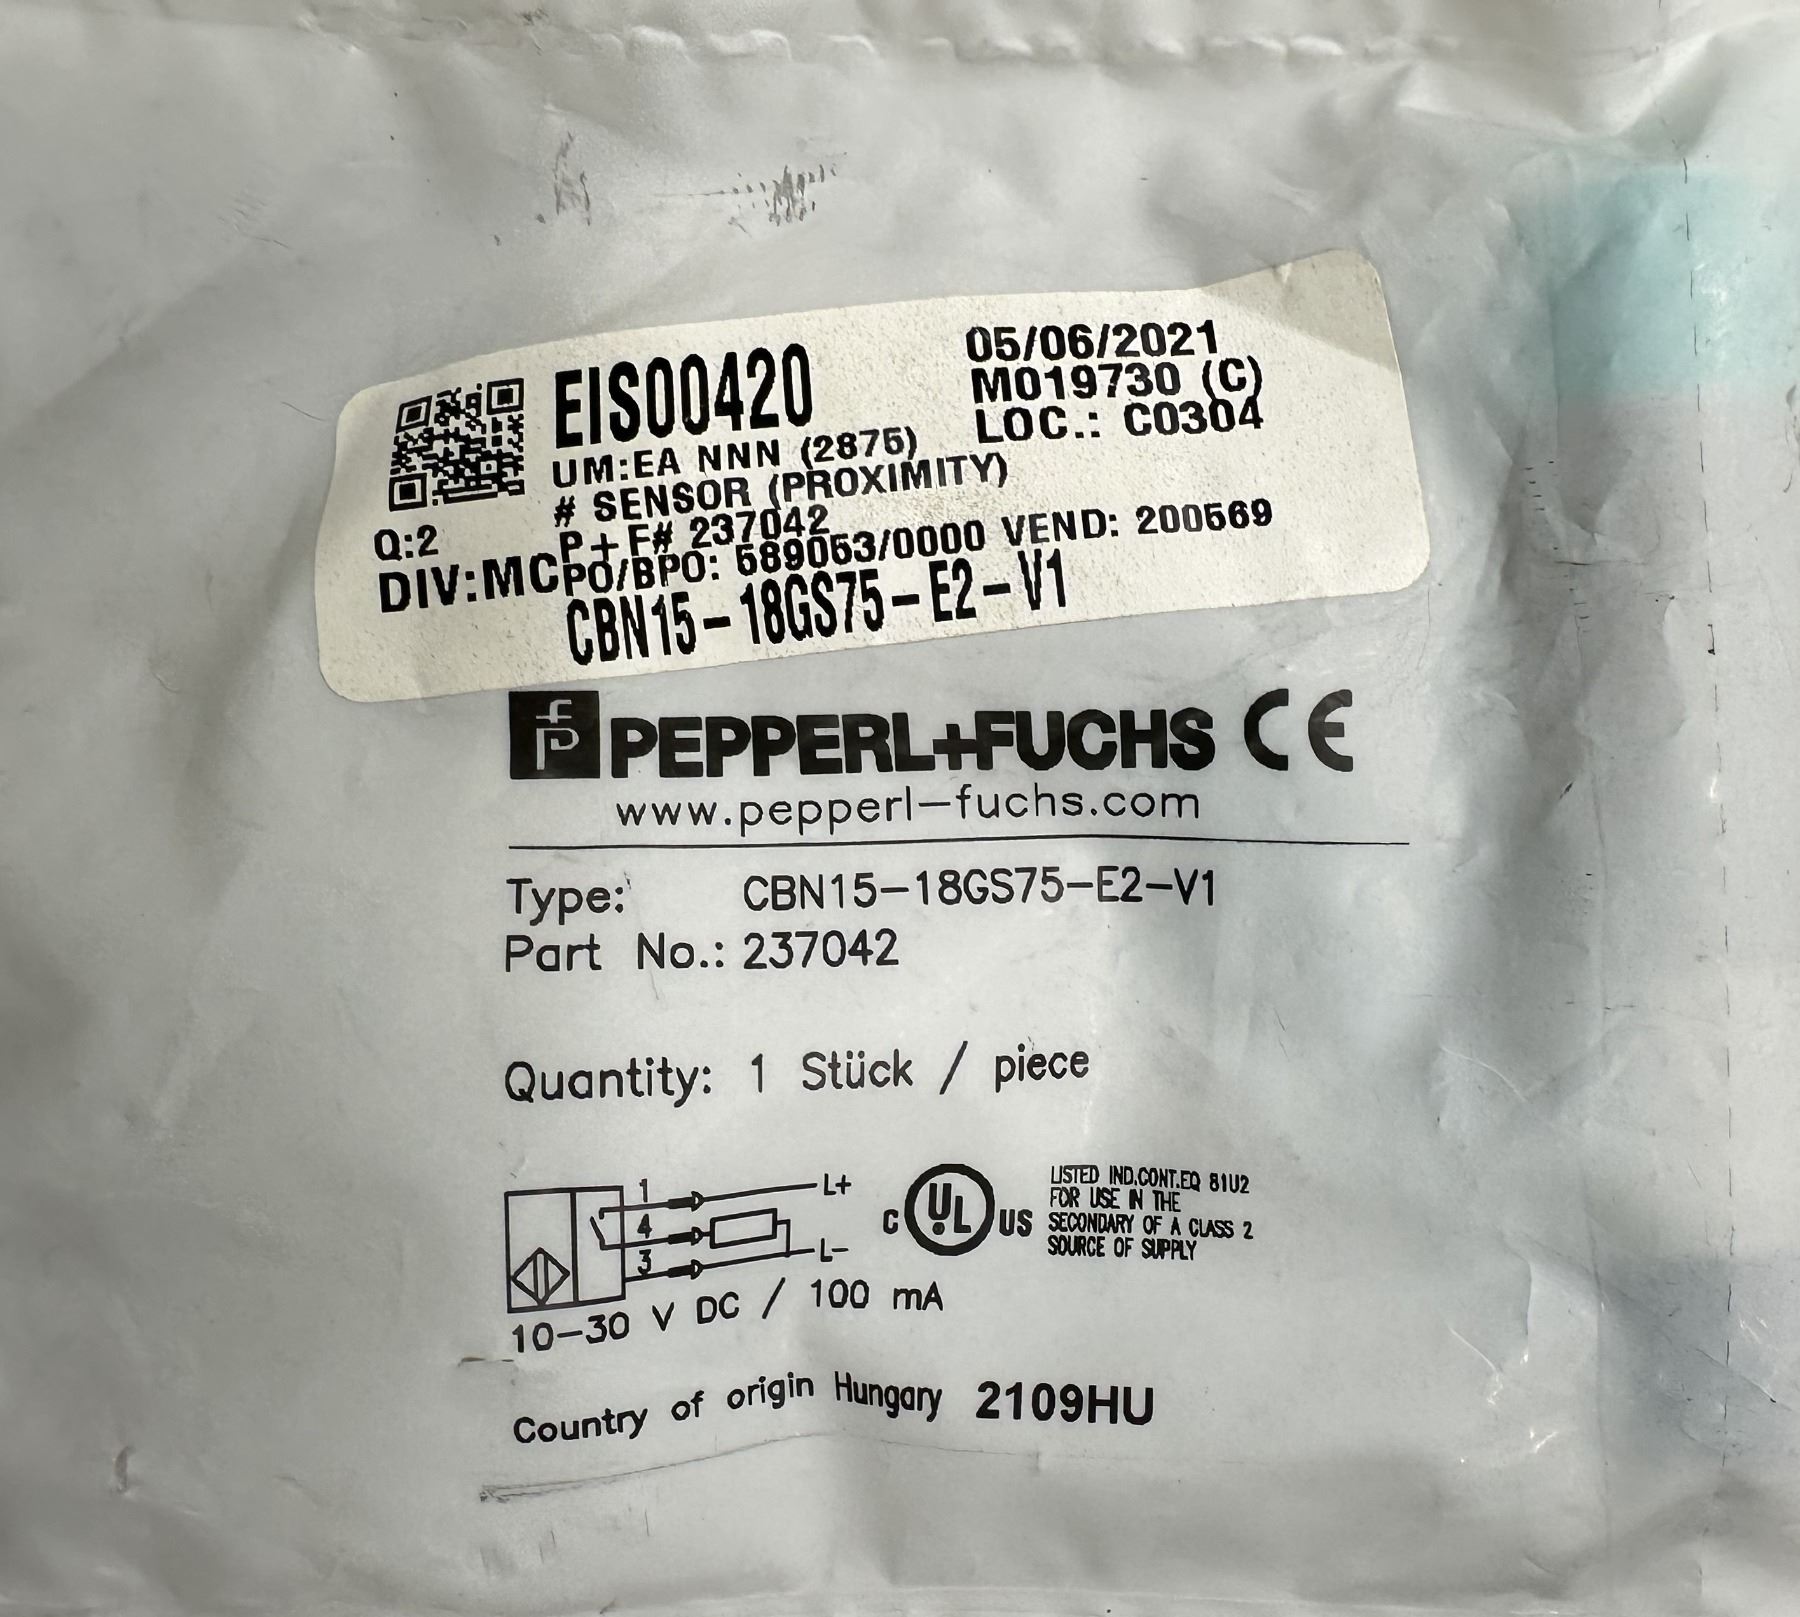 EIS00420
05/06/2021
M019730 (C)
LOC.: C0304
UM:EA NNN (2875)
# SENSOR (PROXIMITY)
Q:2
P+F# 237042
DIV:MC
PO/BPO: 589053/0000 VEND: 200569
CBN15-18GS75-E2-V1
PEPPERL+FUCHS CE
www.pepperl-fuchs.com
Type: CBN15-18GS75-E2-V1
Part No.: 237042
Quantity: 1 Stück / piece
1 L+
4
3 L-
10-30 V DC / 100 mA
C UL US
LISTED IND.CONT.EQ 81U2
FOR USE IN THE
SECONDARY OF A CLASS 2
SOURCE OF SUPPLY
Country of origin Hungary 2109HU